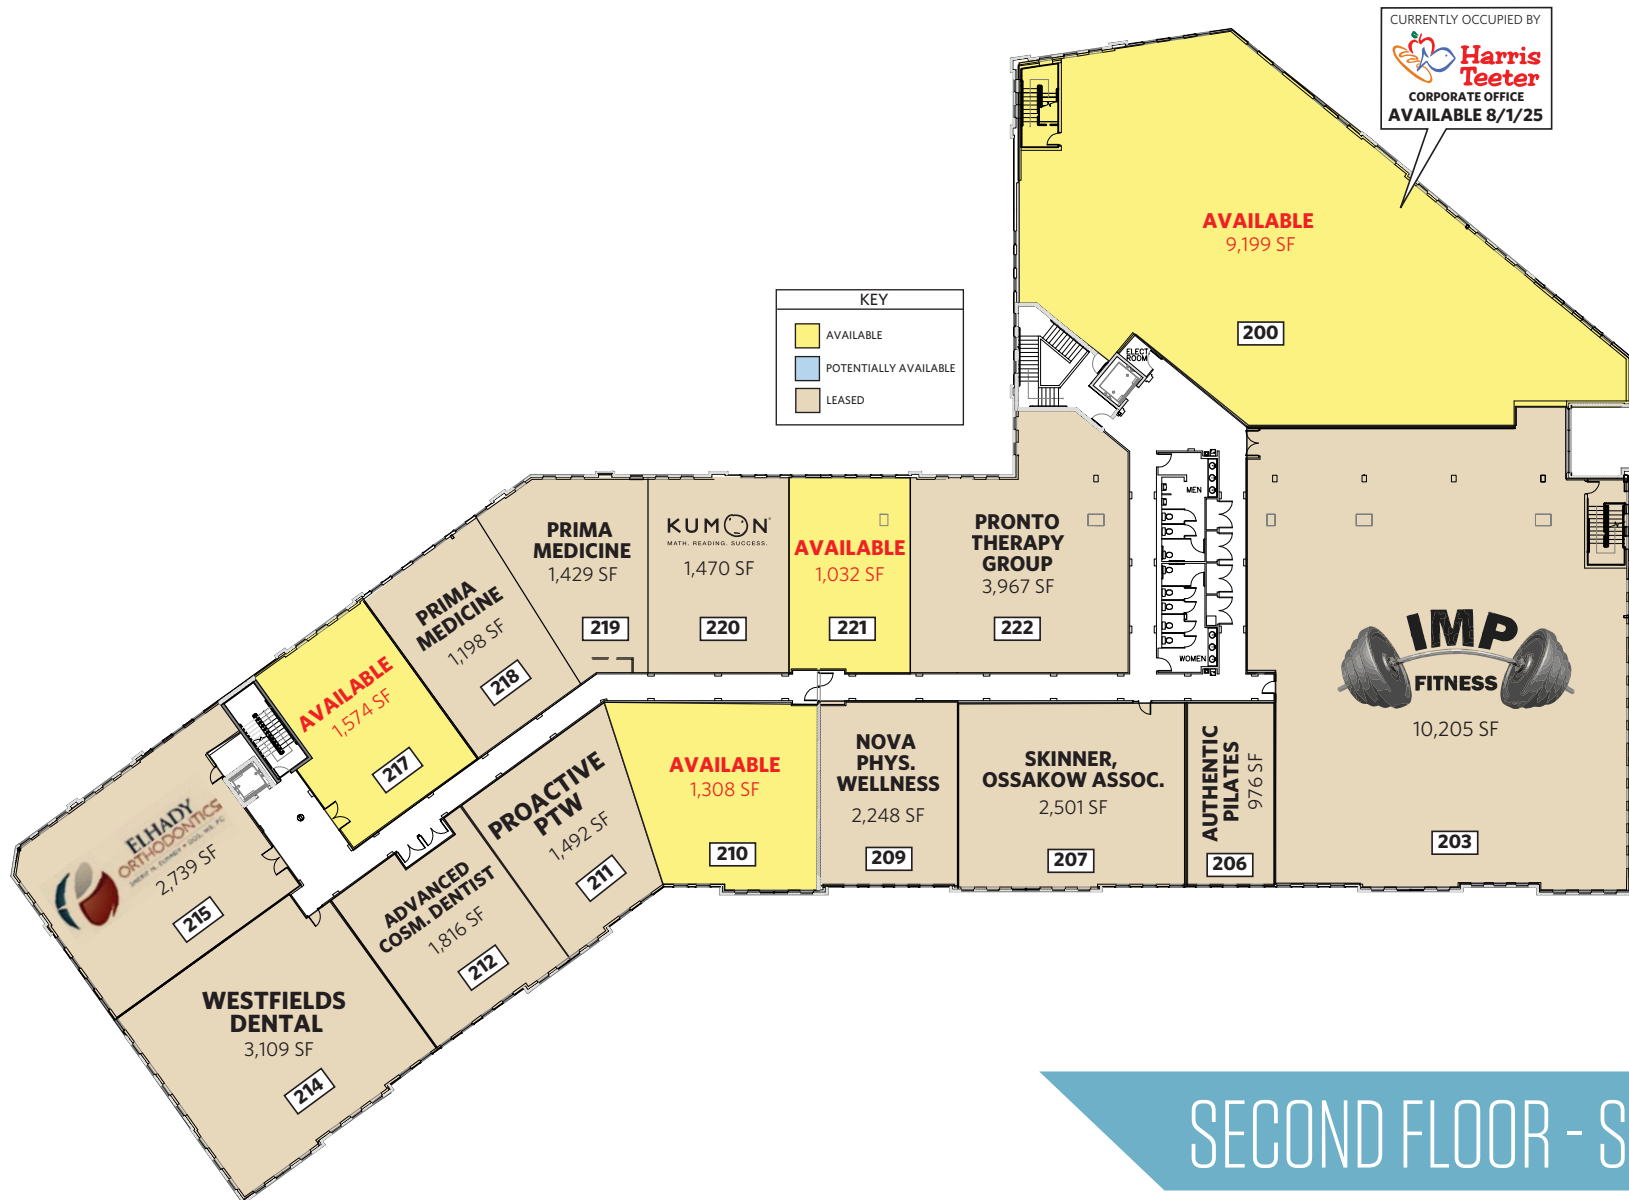 CURRENTLY OCCUPIED BY
Harris
Teeter
CORPORATE OFFICE
AVAILABLE 8/1/25
AVAILABLE
9,199 SF
200
KEY
AVAILABLE
POTENTIALLY AVAILABLE
LEASED
ELECT.
ROOM
MEN
WOMEN
PRIMA
MEDICINE
1,429 SF
219
KUMON
MATH. READING. SUCCESS.
1,470 SF
220
AVAILABLE
1,032 SF
221
PRONTO
THERAPY
GROUP
3,967 SF
222
PRIMA
MEDICINE
1,198 SF
218
AVAILABLE
1,574 SF
217
IMP
FITNESS
10,205 SF
203
ELHADY
ORTHODONTICS
2,739 SF
215
PROACTIVE
PTW
1,492 SF
211
AVAILABLE
1,308 SF
210
NOVA
PHYS.
WELLNESS
2,248 SF
209
SKINNER,
OSSAKOW ASSOC.
2,501 SF
207
AUTHENTIC
PILATES
976 SF
206
ADVANCED
COSM. DENTIST
1,816 SF
212
WESTFIELDS
DENTAL
3,109 SF
214
SECOND FLOOR - S